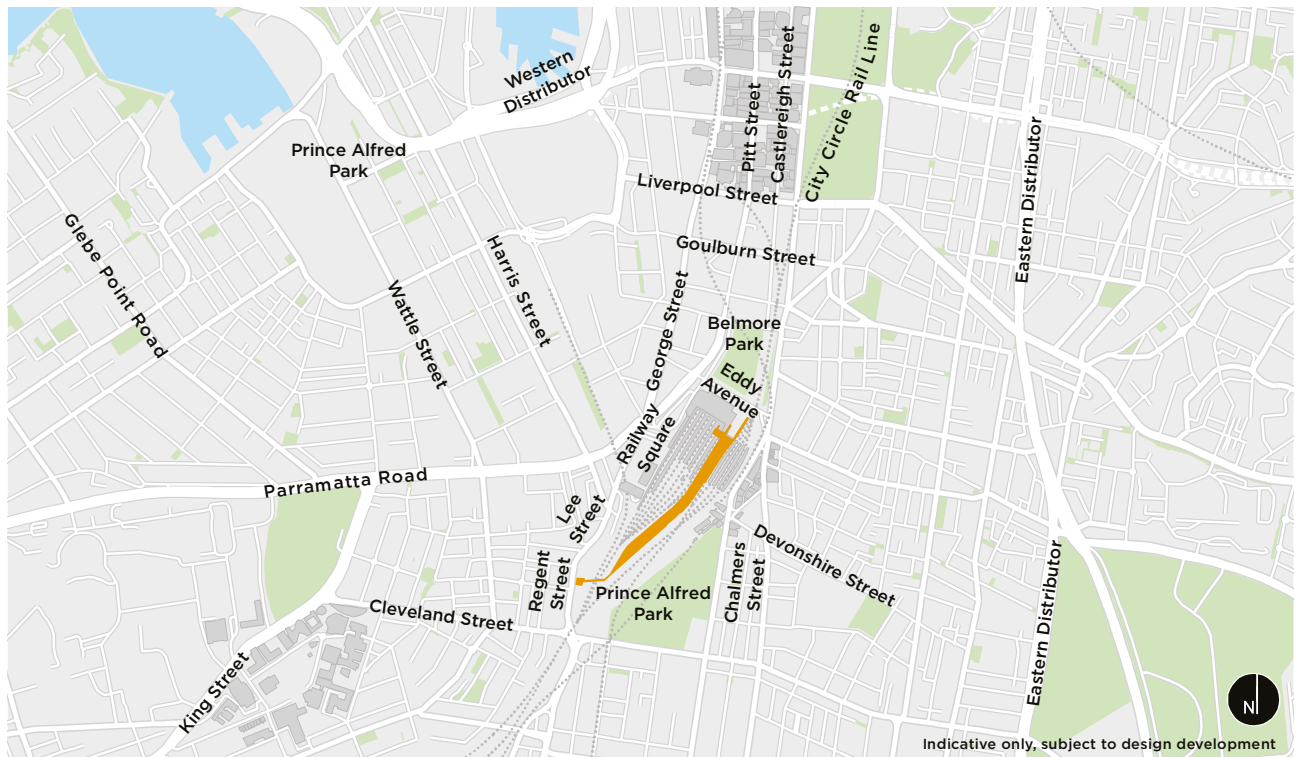 Western
Distributor
Pitt Street
Castlereigh Street
City Circle Rail Line
Eastern Distributor
Prince Alfred
Park
Liverpool Street
Glebe Point Road
Goulburn Street
Harris Street
Wattle Street
George Street
Belmore
Park
Eddy
Avenue
Railway
Square
Parramatta Road
Lee
Street
Devonshire Street
Regent
Street
Prince Alfred
Park
Chalmers
Street
Cleveland Street
Eastern Distributor
King Street
N
Indicative only, subject to design development